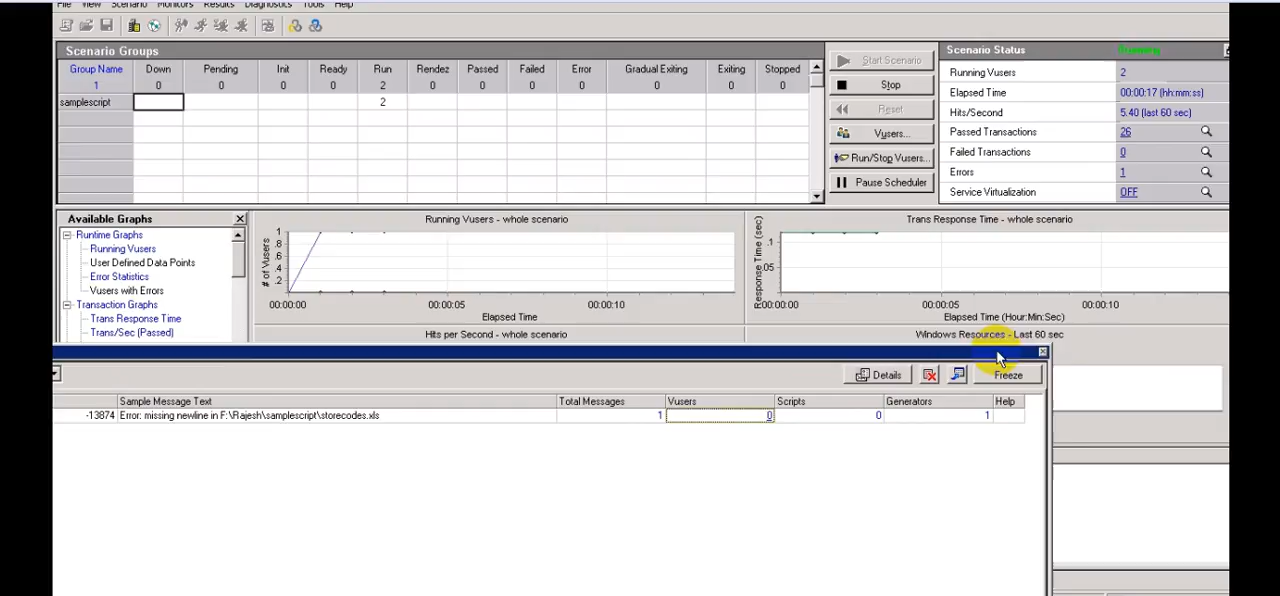 File View Scenario Monitors Results Diagnostics Tools Help
Scenario Groups
Group Name Down Pending Init Ready Run Rendez Passed Failed Error Gradual Exiting Exiting Stopped
1 0 0 0 0 2 0 0 0 0 0 0 0
samplescript 2
Start Scenario
Stop
Reset
Vusers...
Run/Stop Vusers...
Pause Scheduler
Scenario Status Running
Running Vusers 2
Elapsed Time 00:00:17 (hh:mm:ss)
Hits/Second 5.40 (last 60 sec)
Passed Transactions 26
Failed Transactions 0
Errors 1
Service Virtualization OFF
Available Graphs
Runtime Graphs
Running Vusers
User Defined Data Points
Error Statistics
Vusers with Errors
Transaction Graphs
Trans Response Time
Trans/Sec (Passed)
Running Vusers - whole scenario
# of Vusers
1
.8
.6
.4
.2
00:00:00 00:00:05 00:00:10
Elapsed Time
Trans Response Time - whole scenario
Response Time (sec)
.1
.05
00:00:00 00:00:05 00:00:10
Elapsed Time (Hour:Min:Sec)
Hits per Second - whole scenario
Windows Resources - Last 60 sec
Details
Freeze
Sample Message Text Total Messages Vusers Scripts Generators Help
-13874 Error: missing newline in F:\Rajesh\samplescript\storecodes.xls 1 0 0 1